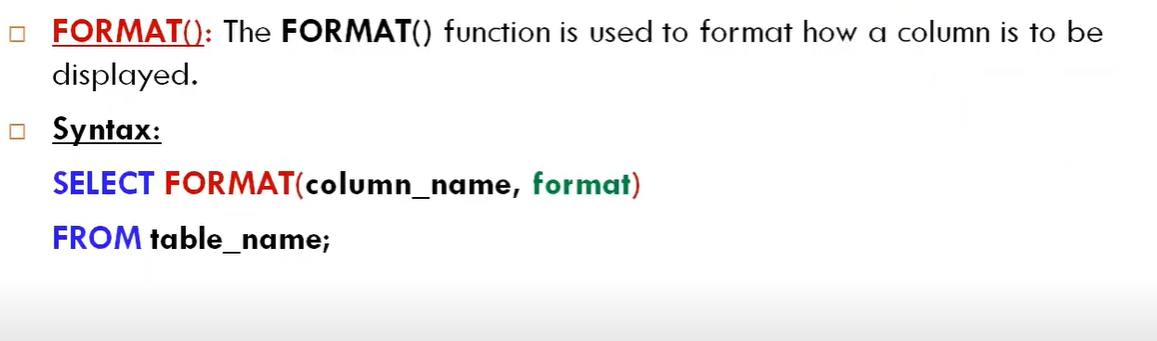 FORMAT(): The FORMAT() function is used to format how a column is to be
displayed.
Syntax:
SELECT FORMAT(column_name, format)
FROM table_name;